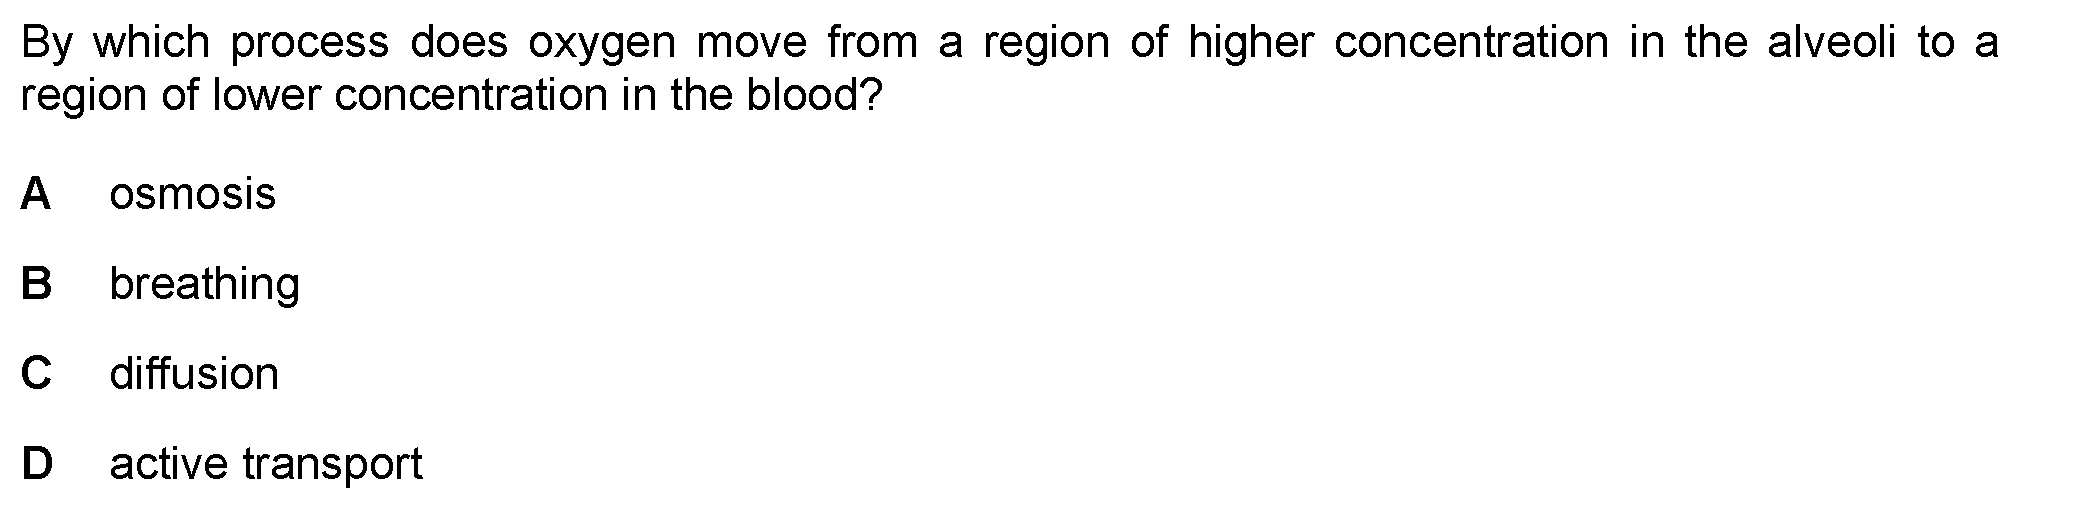 By which process does oxygen move from a region of higher concentration in the alveoli to a
region of lower concentration in the blood?
A osmosis
B breathing
C diffusion
D active transport